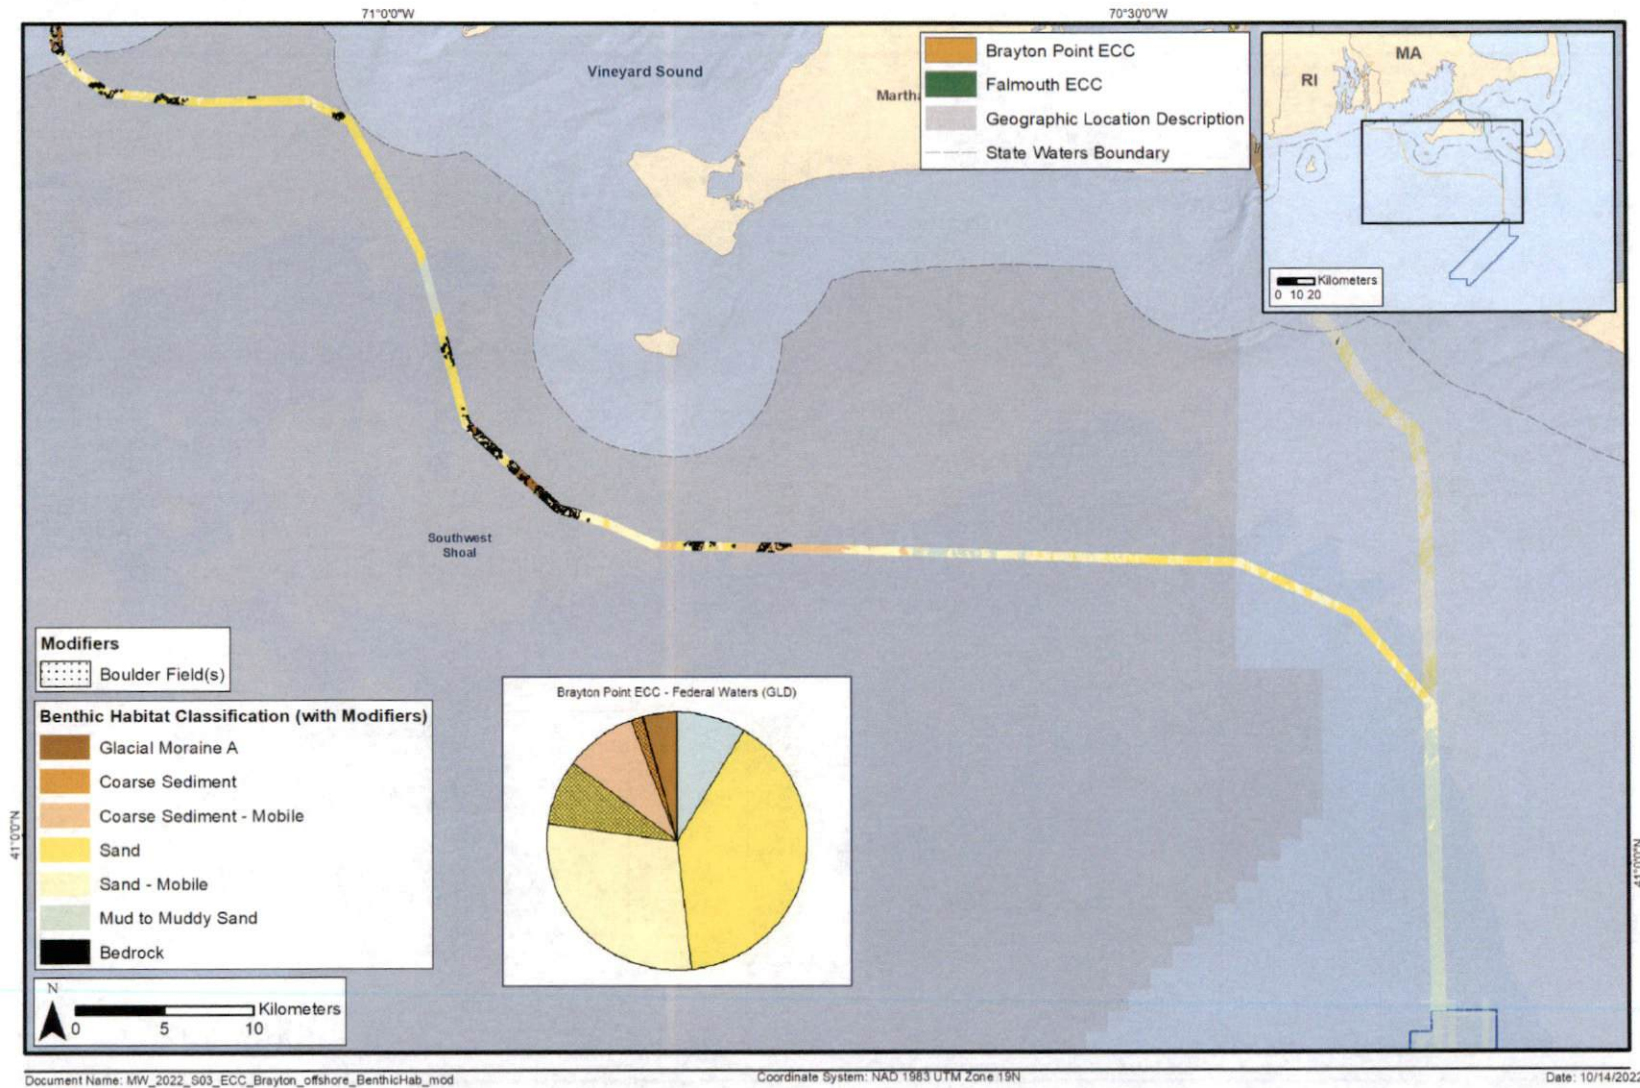 71°0'0"W
70°30'0"W
Vineyard Sound
Martha
Brayton Point ECC
Falmouth ECC
Geographic Location Description
State Waters Boundary
MA
RI
Kilometers
0 10 20
Southwest
Shoal
Modifiers
Boulder Field(s)
Benthic Habitat Classification (with Modifiers)
Glacial Moraine A
Coarse Sediment
Coarse Sediment - Mobile
Sand
Sand - Mobile
Mud to Muddy Sand
Bedrock
Brayton Point ECC - Federal Waters (GLD)
41°0'0"N
41°0'0"N
N
Kilometers
0 5 10
Document Name: MW_2022_S03_ECC_Brayton_offshore_BenthicHab_mod
Coordinate System: NAD 1983 UTM Zone 19N
Date: 10/14/2022